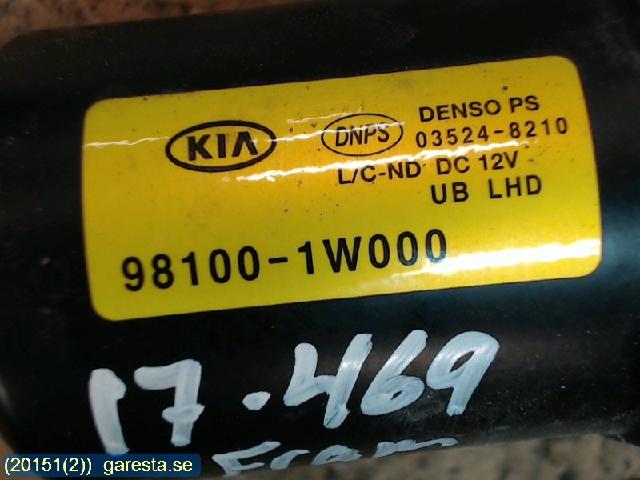 KIA
DNPS
DENSO PS
03524-8210
L/C-ND DC 12V
UB LHD
98100-1W000
17.469
Fram
(20151(2)) garesta.se